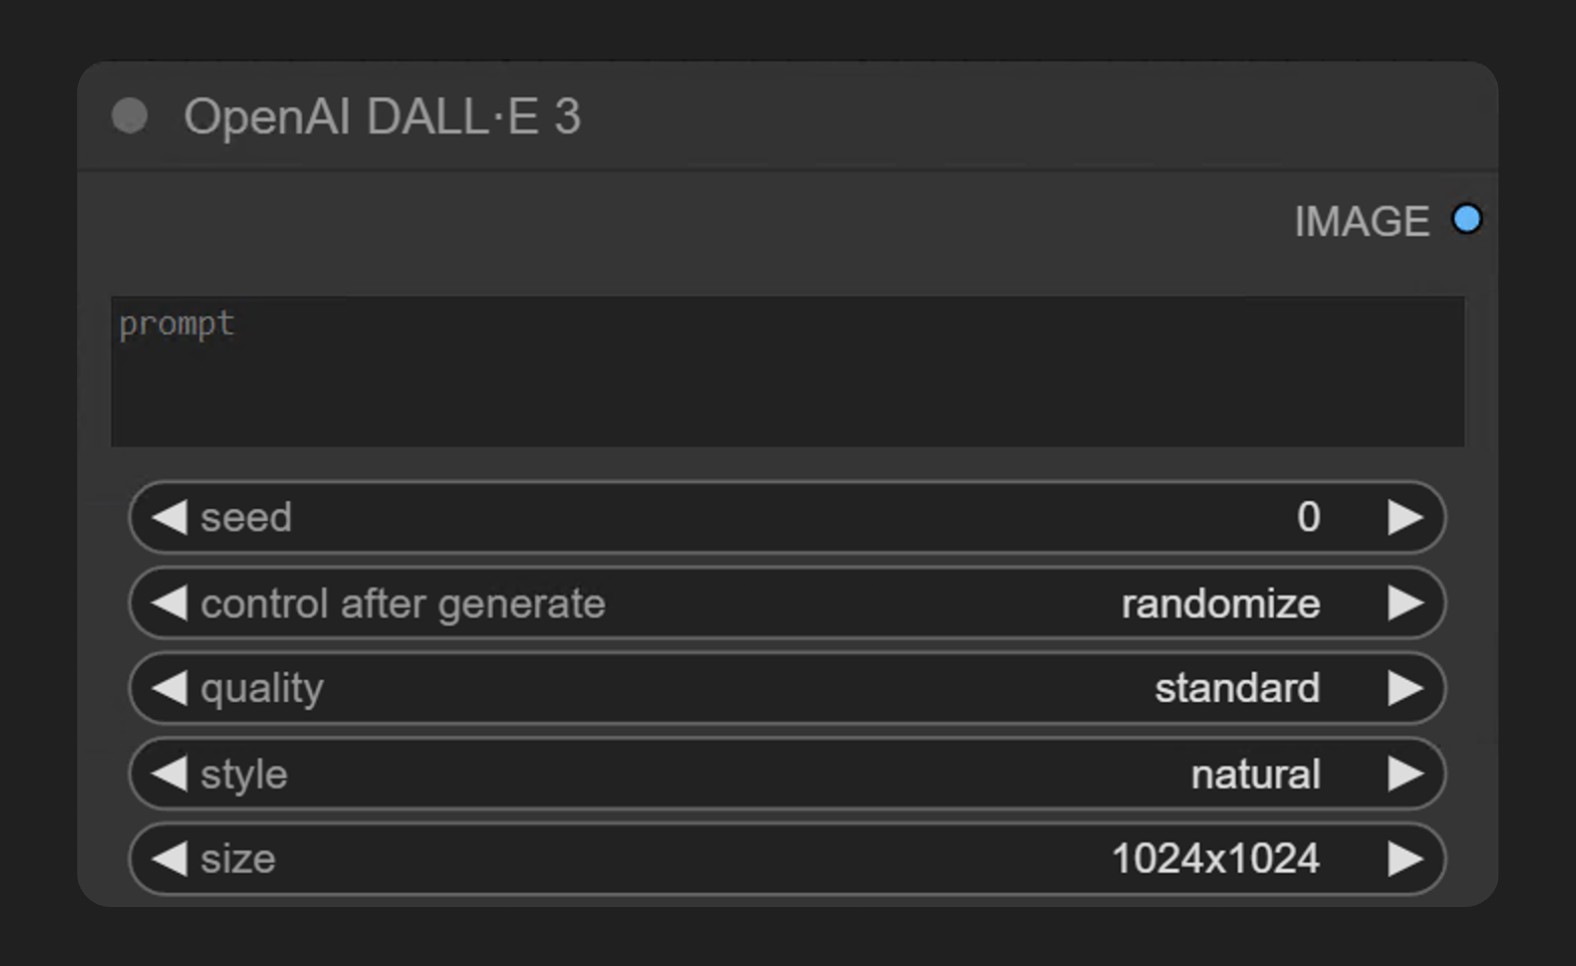 OpenAI DALL·E 3
IMAGE
prompt
seed 0
control after generate randomize
quality standard
style natural
size 1024x1024